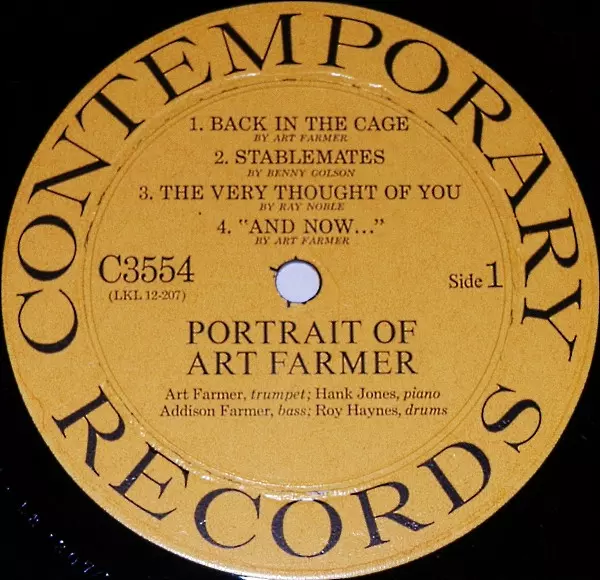 CONTEMPORARY
1. BACK IN THE CAGE
BY ART FARMER
2. STABLEMATES
BY BENNY GOLSON
3. THE VERY THOUGHT OF YOU
BY RAY NOBLE
4. "AND NOW..."
BY ART FARMER
C3554
(LKL 12-207)
Side 1
PORTRAIT OF
ART FARMER
Art Farmer, trumpet; Hank Jones, piano
Addison Farmer, bass; Roy Haynes, drums
RECORDS